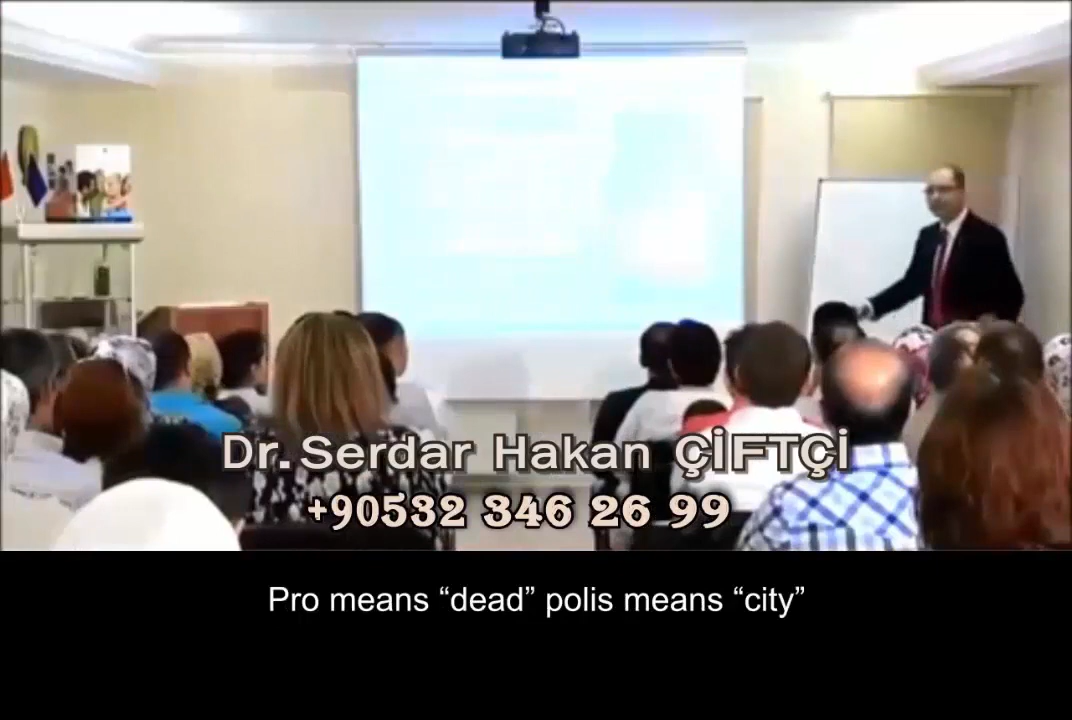 Dr. Serdar Hakan ÇİFTÇİ
+90532 346 26 99
Pro means “dead” polis means “city”